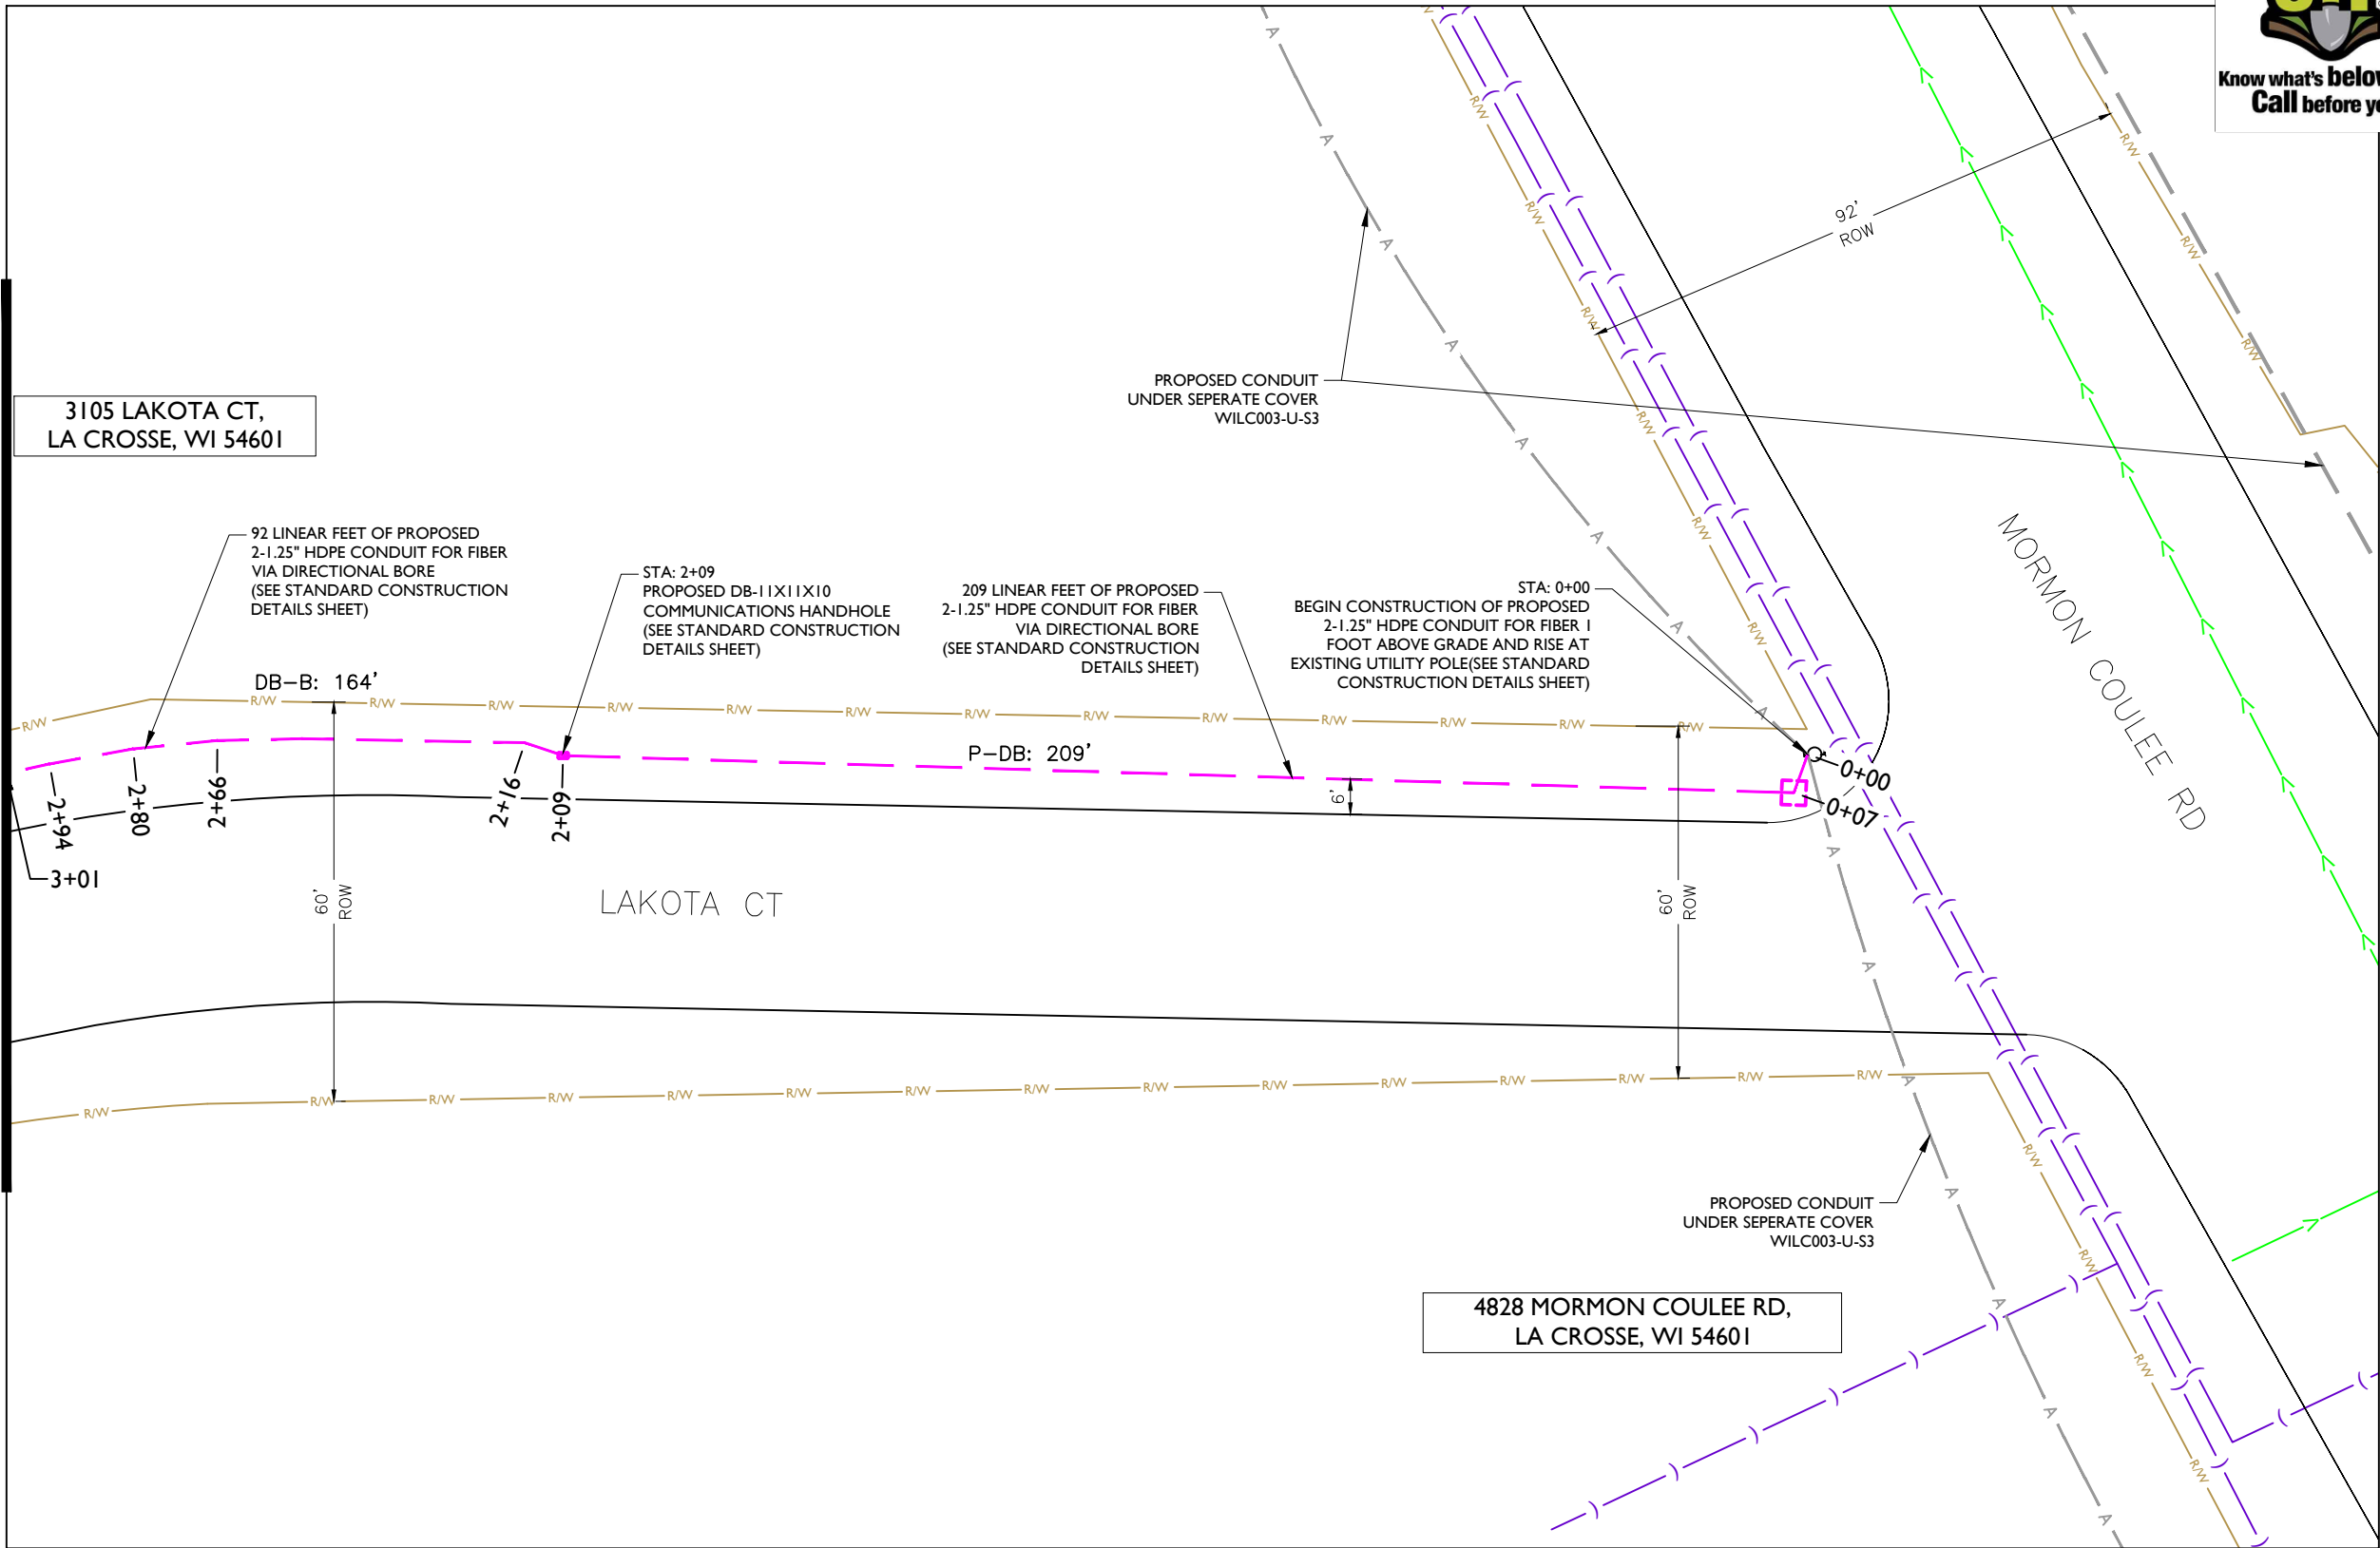 Know what's below
Call before
92'
ROW
PROPOSED CONDUIT
UNDER SEPERATE COVER
WILC003-U-S3
3105 LAKOTA CT,
LA CROSSE, WI 54601
92 LINEAR FEET OF PROPOSED
2-1.25" HDPE CONDUIT FOR FIBER
VIA DIRECTIONAL BORE
(SEE STANDARD CONSTRUCTION
DETAILS SHEET)
STA: 2+09
PROPOSED DB-11X11X10
COMMUNICATIONS HANDHOLE
(SEE STANDARD CONSTRUCTION
DETAILS SHEET)
209 LINEAR FEET OF PROPOSED
2-1.25" HDPE CONDUIT FOR FIBER
VIA DIRECTIONAL BORE
(SEE STANDARD CONSTRUCTION
DETAILS SHEET)
STA: 0+00
BEGIN CONSTRUCTION OF PROPOSED
2-1.25" HDPE CONDUIT FOR FIBER 1
FOOT ABOVE GRADE AND RISE AT
EXISTING UTILITY POLE(SEE STANDARD
CONSTRUCTION DETAILS SHEET)
MORMON COULEE RD
DB-B: 164'
P-DB: 209'
R/W R/W R/W R/W R/W R/W R/W R/W R/W R/W R/W R/W R/W R/W
0+00
0+07
6'
2+94
2+80
2+66
2+16
2+09
3+01
60'
ROW
LAKOTA CT
60'
ROW
R/W R/W R/W R/W R/W R/W R/W R/W R/W R/W R/W R/W R/W R/W R/W R/W
PROPOSED CONDUIT
UNDER SEPERATE COVER
WILC003-U-S3
4828 MORMON COULEE RD,
LA CROSSE, WI 54601